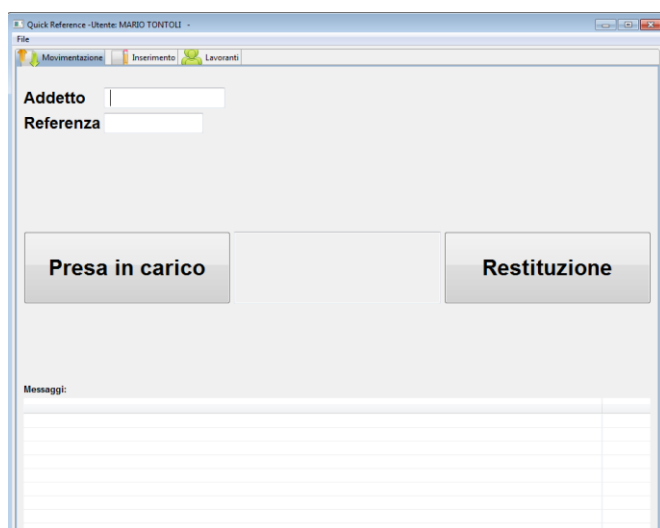 Quick Reference -Utente: MARIO TONTOLI -
File
Movimentazione Inserimento Lavoranti
Addetto
Referenza
Presa in carico Restituzione
Messaggi: